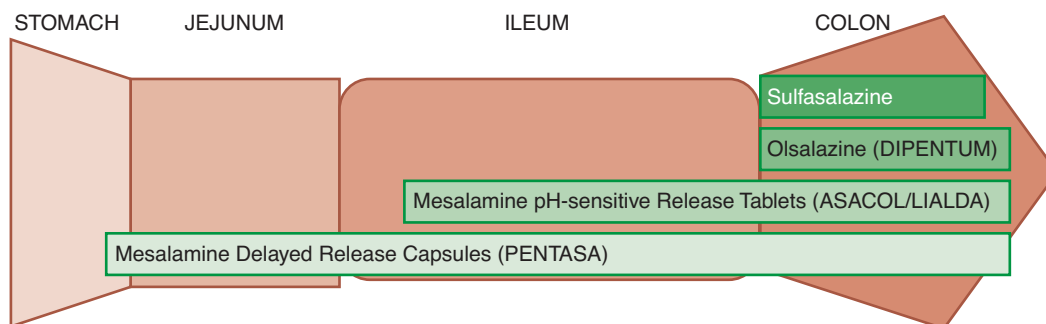 STOMACH JEJUNUM ILEUM COLON
Sulfasalazine
Olsalazine (DIPENTUM)
Mesalamine pH-sensitive Release Tablets (ASACOL/LIALDA)
Mesalamine Delayed Release Capsules (PENTASA)